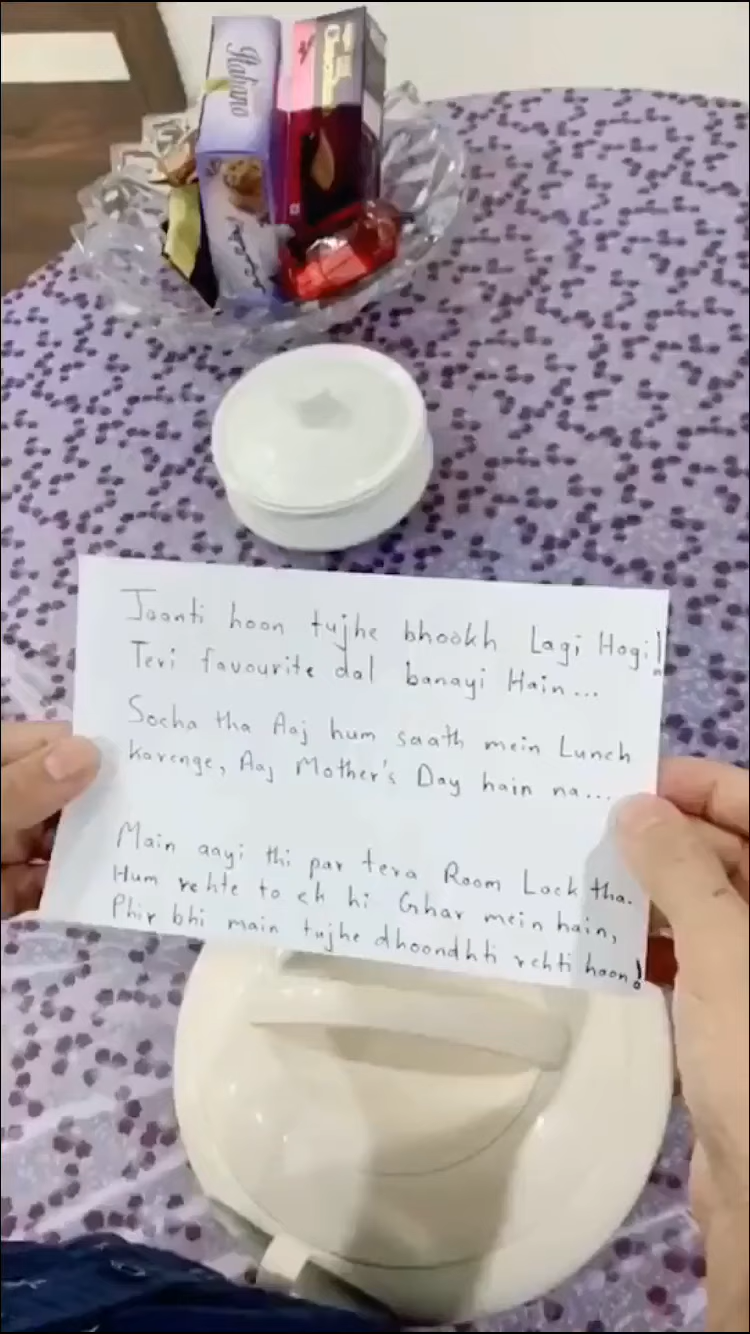 Italiano
Jaanti hoon tujhe bhookh Lagi Hogi!
Teri favourite dal banayi Hain...
Socha tha Aaj hum saath mein Lunch
karenge, Aaj Mother's Day hain na...
Main aayi thi par tera Room Lock tha.
Hum rehte to ek hi Ghar mein hain,
Phir bhi main tujhe dhoondhti rehti hoon!